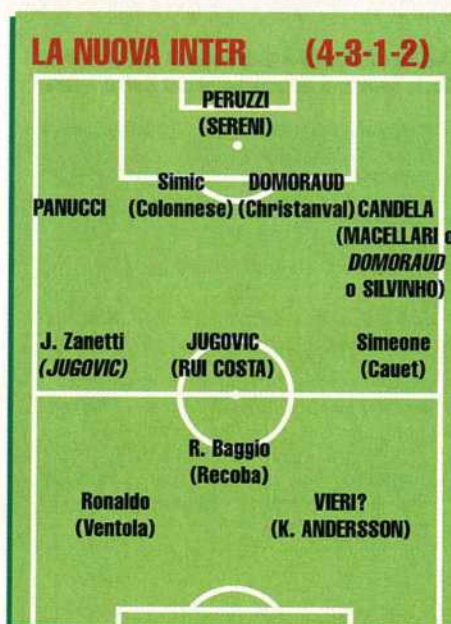 LA NUOVA INTER (4-3-1-2)
PERUZZI
(SERENI)
PANUCCI
Simic
(Colonnese)
DOMORAUD
(Christanval)
CANDELA
(MACELLARI o
DOMORAUD
o SILVINHO)
J. Zanetti
(JUGOVIC)
JUGOVIC
(RUI COSTA)
Simeone
(Cauet)
R. Baggio
(Recoba)
Ronaldo
(Ventola)
VIERI?
(K. ANDERSSON)